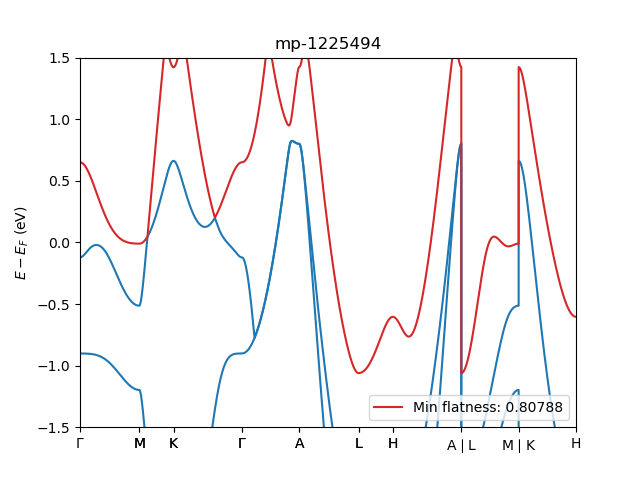 mp-1225494
E − E_F (eV)
1.5
1.0
0.5
0.0
−0.5
−1.0
−1.5
Min flatness: 0.80788
Γ M K Γ A L H A | L M | K H